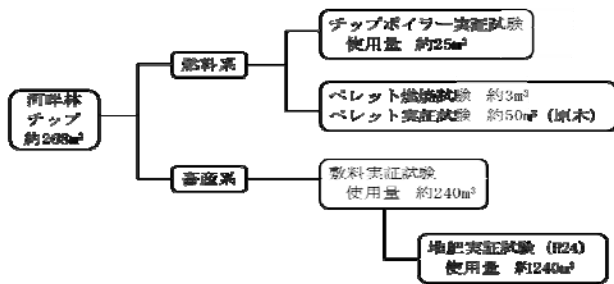 チップボイラー実証試験
使用量 約25m³
燃料系
河畔林
チップ
約268m³
ペレット燃焼試験 約3m³
ペレット実証試験 約50m³ (原木)
畜産系
敷料実証試験
使用量 約240m³
堆肥実証試験 (H24)
使用量 約1240m³